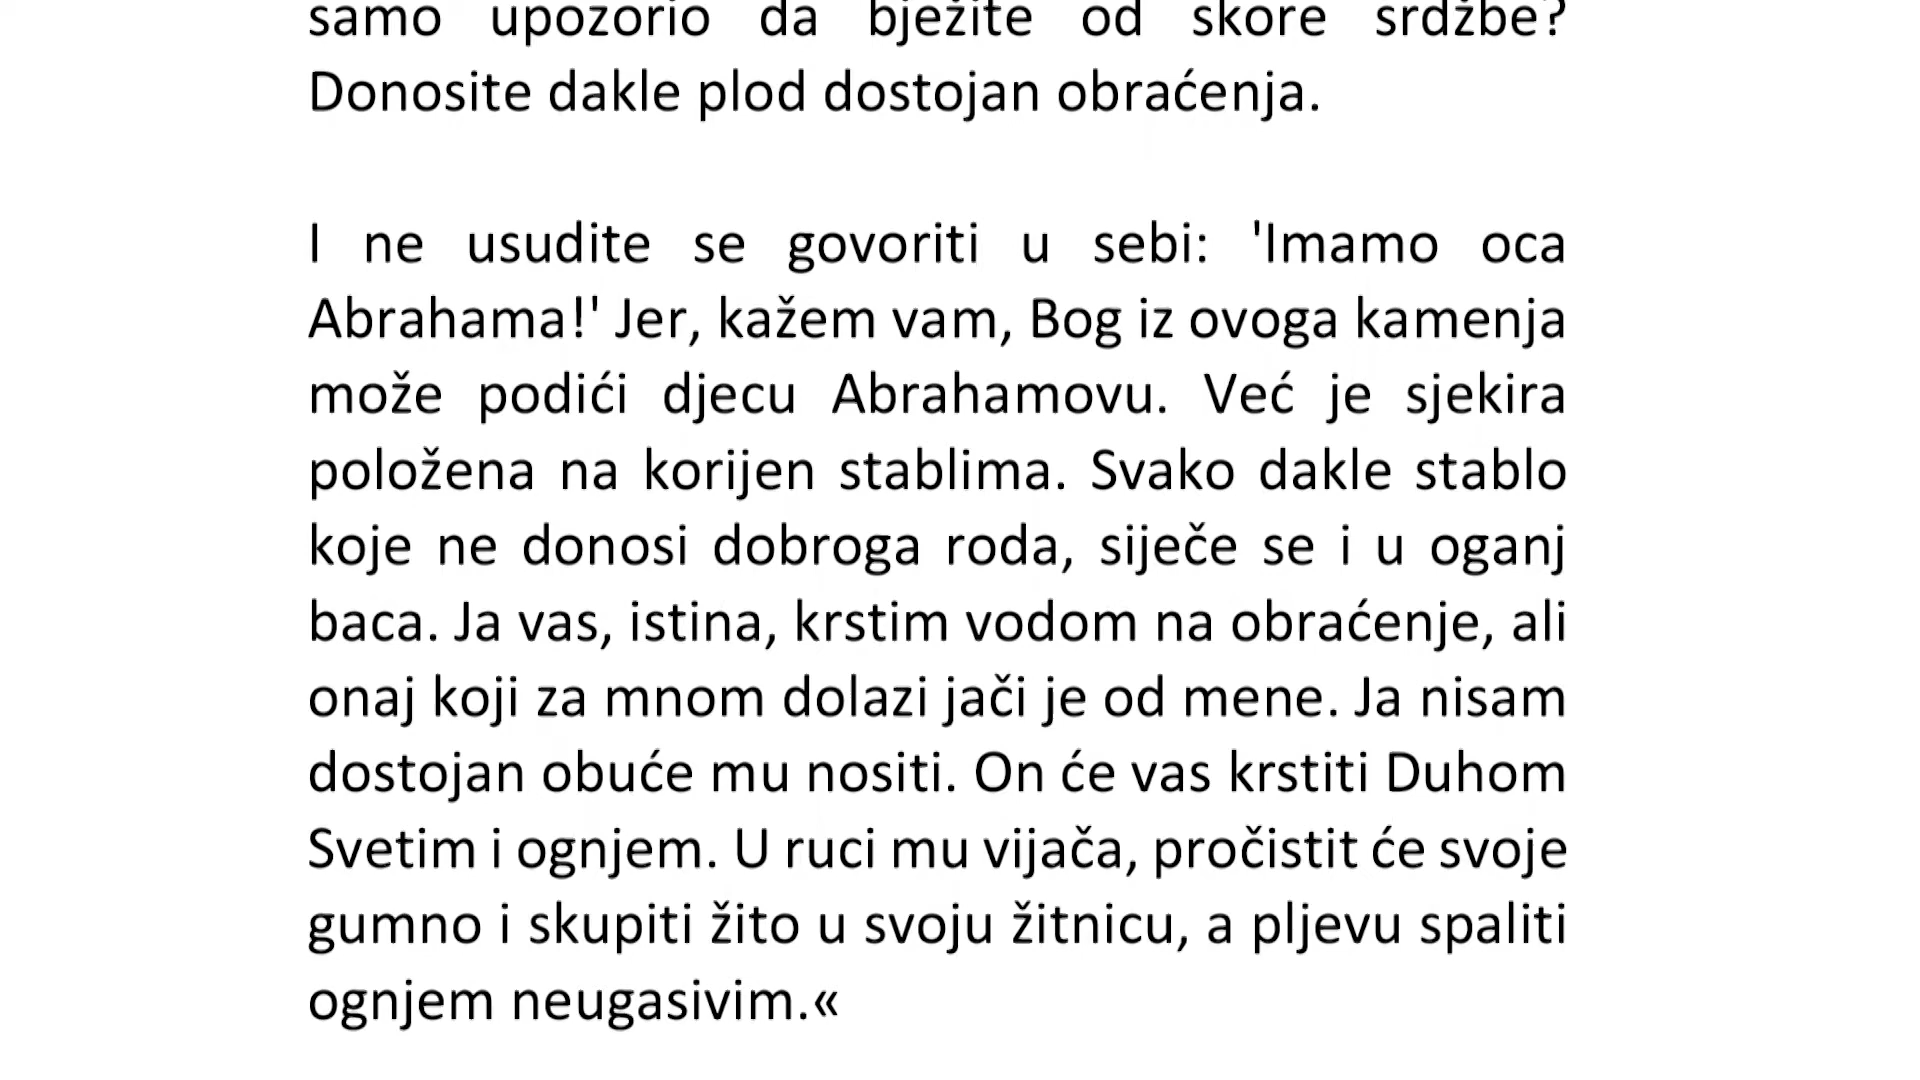 samo upozorio da bježite od skore srdžbe?
Donosite dakle plod dostojan obraćenja.
I ne usudite se govoriti u sebi: 'Imamo oca
Abrahama!' Jer, kažem vam, Bog iz ovoga kamenja
može podići djecu Abrahamovu. Već je sjekira
položena na korijen stablima. Svako dakle stablo
koje ne donosi dobroga roda, siječe se i u oganj
baca. Ja vas, istina, krstim vodom na obraćenje, ali
onaj koji za mnom dolazi jači je od mene. Ja nisam
dostojan obuće mu nositi. On će vas krstiti Duhom
Svetim i ognjem. U ruci mu vijača, pročistit će svoje
gumno i skupiti žito u svoju žitnicu, a pljevu spaliti
ognjem neugasivim.«